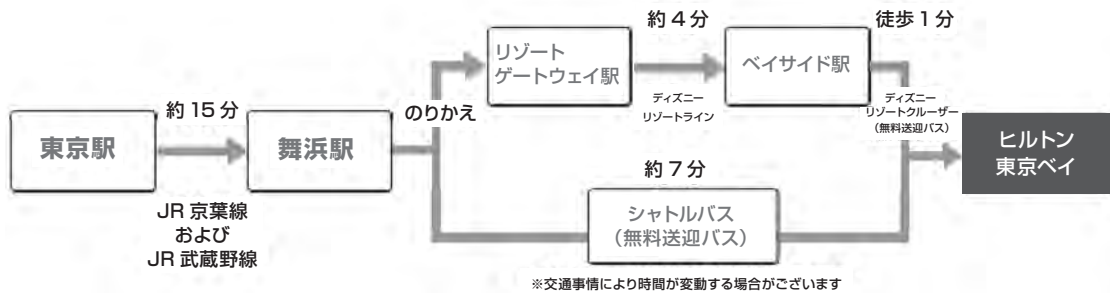 東京駅
約15分
JR 京葉線
および
JR 武蔵野線
舞浜駅
のりかえ
リゾート
ゲートウェイ駅
約4分
ディズニー
リゾートライン
ベイサイド駅
徒歩1分
ディズニー
リゾートクルーザー
（無料送迎バス）
約7分
シャトルバス
（無料送迎バス）
ヒルトン
東京ベイ
※交通事情により時間が変動する場合がございます